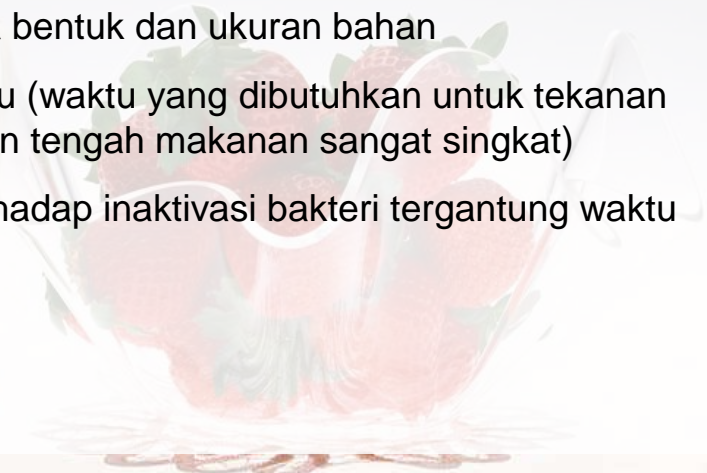 bentuk dan ukuran bahan
u (waktu yang dibutuhkan untuk tekanan
n tengah makanan sangat singkat)
hadap inaktivasi bakteri tergantung waktu